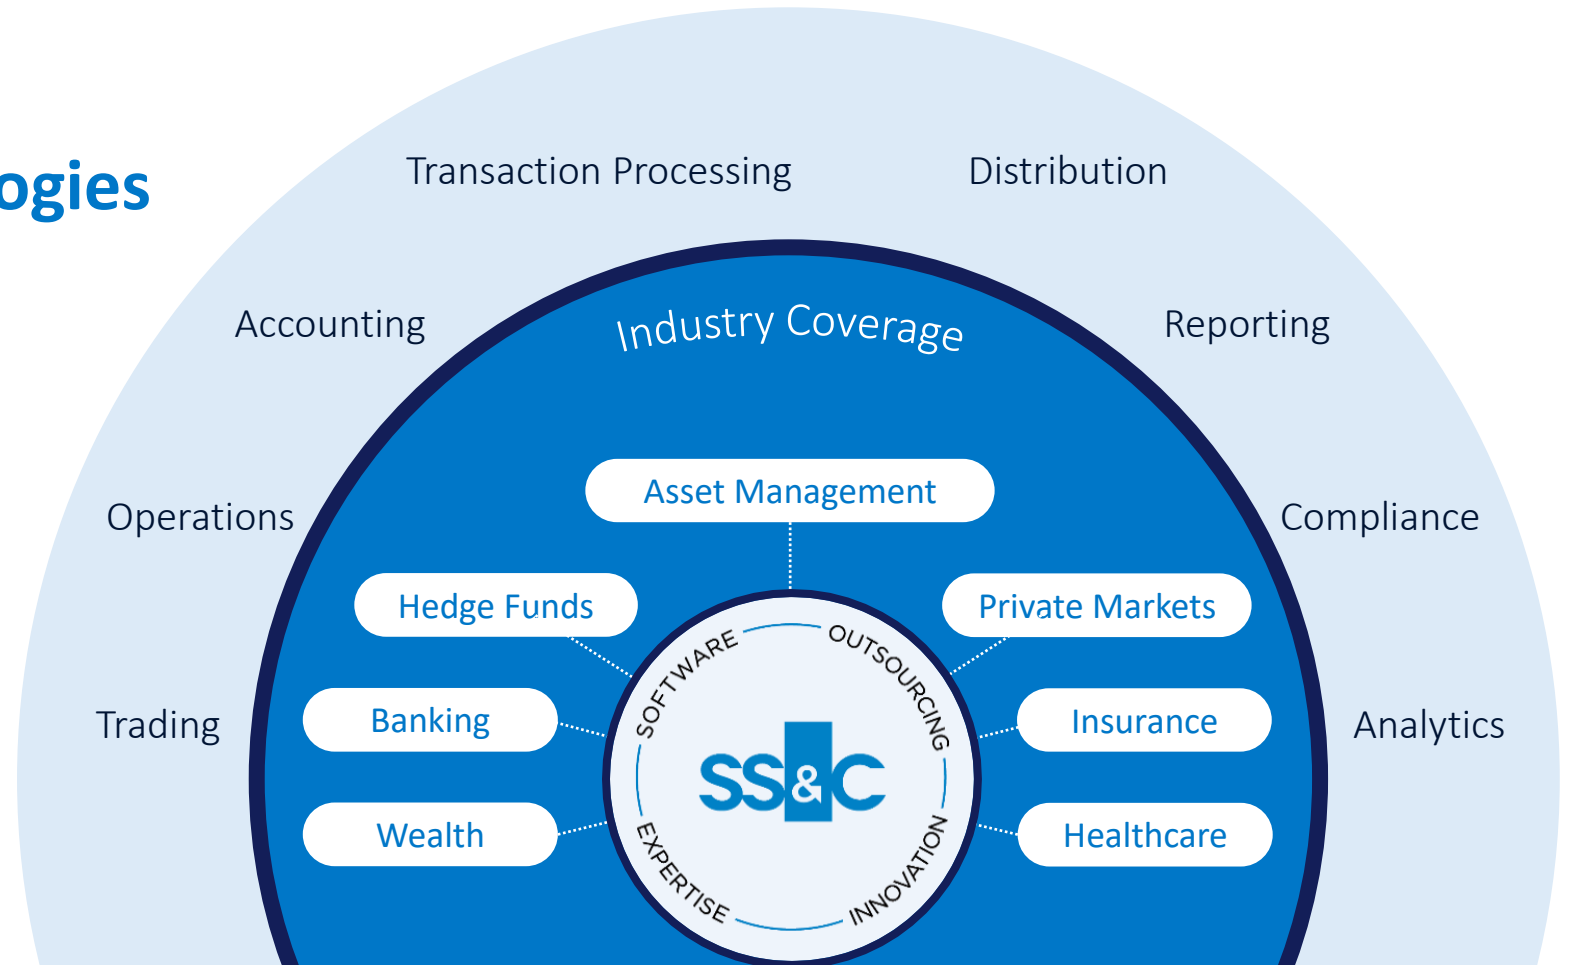 ogies
Transaction Processing
Distribution
Accounting
Reporting
Industry Coverage
Operations
Compliance
Asset Management
Hedge Funds
Private Markets
Trading
Banking
Insurance
Analytics
Wealth
Healthcare
SOFTWARE
OUTSOURCING
SS&C
EXPERTISE
INNOVATION